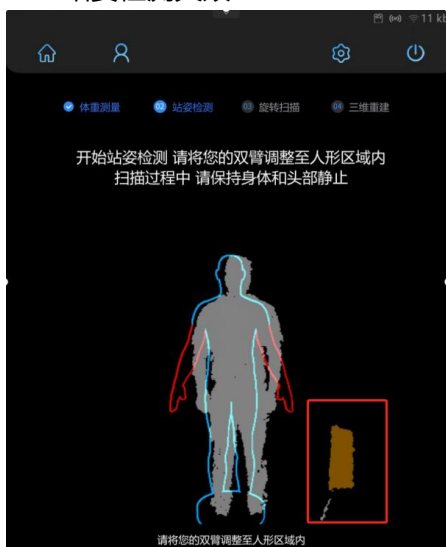 11 kb
体重测量
02 站姿检测
03 旋转扫描
04 三维重建
开始站姿检测 请将您的双臂调整至人形区域内
扫描过程中 请保持身体和头部静止
请将您的双臂调整至人形区域内